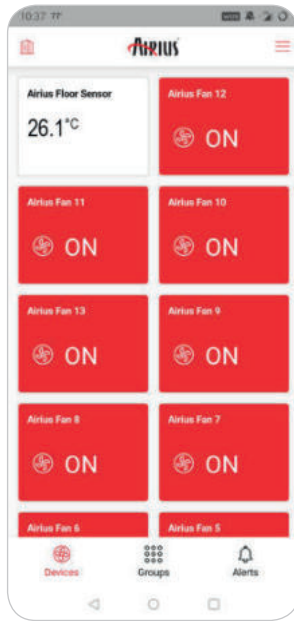 10:37 77°
AIRIUS
Airius Floor Sensor
26.1°C
Airius Fan 12
ON
Airius Fan 11
ON
Airius Fan 10
ON
Airius Fan 13
ON
Airius Fan 9
ON
Airius Fan 8
ON
Airius Fan 7
ON
Airius Fan 6
Airius Fan 5
Devices
Groups
Alerts